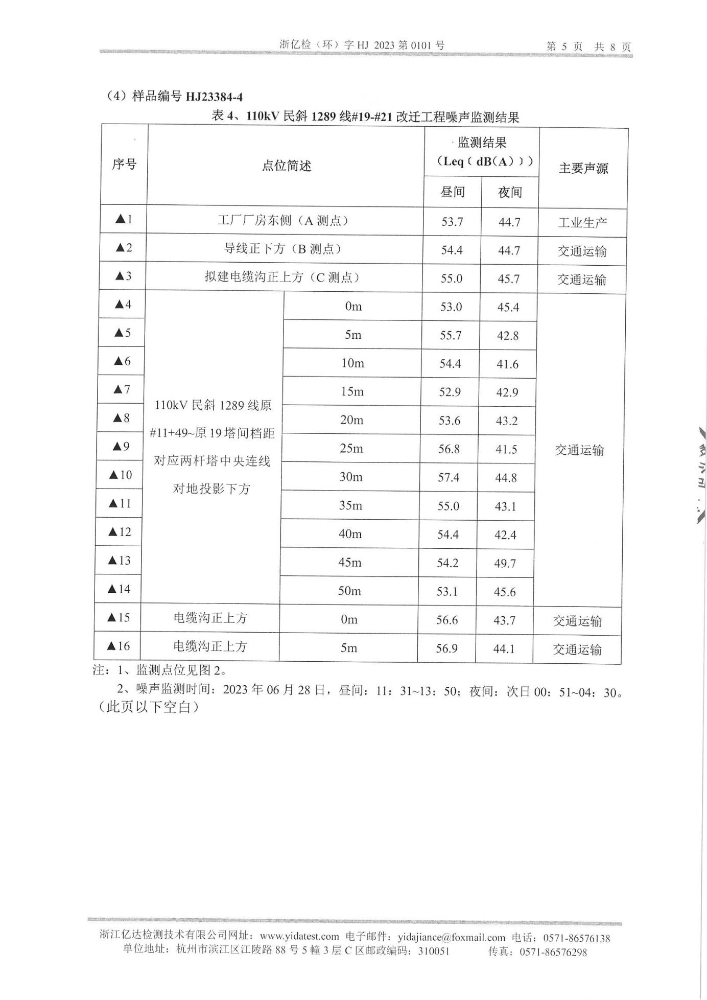 浙亿检（环）字 HJ 2023 第 0101 号 第 5 页 共 8 页
（4）样品编号 HJ23384-4
表 4、110kV 民斜 1289 线#19-#21 改迁工程噪声监测结果
序号 点位简述 监测结果（Leq﹝dB(A)﹞） 主要声源
昼间 夜间
▲1 工厂厂房东侧（A 测点） 53.7 44.7 工业生产
▲2 导线正下方（B 测点） 54.4 44.7 交通运输
▲3 拟建电缆沟正上方（C 测点） 55.0 45.7 交通运输
110kV 民斜 1289 线原
#11+49~原 19 塔间档距
对应两杆塔中央连线
对地投影下方
▲4 0m 53.0 45.4
▲5 5m 55.7 42.8
▲6 10m 54.4 41.6
▲7 15m 52.9 42.9
▲8 20m 53.6 43.2
▲9 25m 56.8 41.5 交通运输
▲10 30m 57.4 44.8
▲11 35m 55.0 43.1
▲12 40m 54.4 42.4
▲13 45m 54.2 49.7
▲14 50m 53.1 45.6
▲15 电缆沟正上方 0m 56.6 43.7 交通运输
▲16 电缆沟正上方 5m 56.9 44.1 交通运输
注：1、监测点位见图 2。
2、噪声监测时间：2023 年 06 月 28 日，昼间：11：31~13：50；夜间：次日 00：51~04：30。
（此页以下空白）
浙江亿达检测技术有限公司网址：www.yidatest.com 电子邮件：yidajiance@foxmail.com 电话：0571-86576138
单位地址：杭州市滨江区江陵路 88 号 5 幢 3 层 C 区邮政编码：310051 传真：0571-86576298